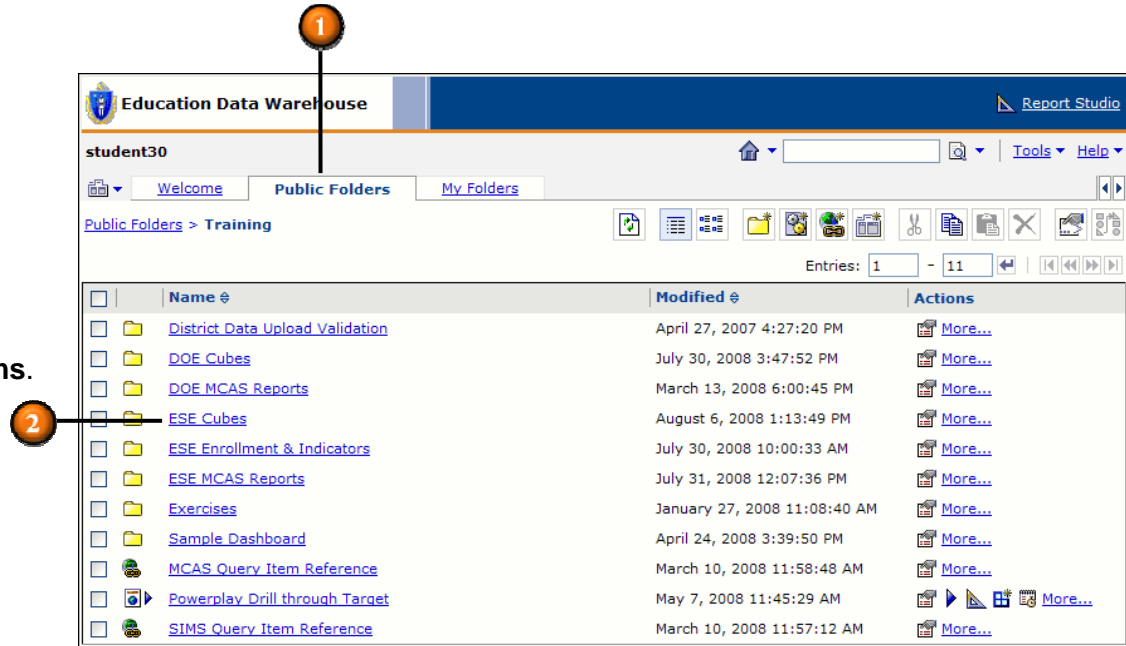 1
Education Data Warehouse
Report Studio
student30
Tools Help
Welcome Public Folders My Folders
Public Folders > Training
Entries: 1 - 11
Name Modified Actions
District Data Upload Validation April 27, 2007 4:27:20 PM More...
DOE Cubes July 30, 2008 3:47:52 PM More...
ns.
DOE MCAS Reports March 13, 2008 6:00:45 PM More...
2
ESE Cubes August 6, 2008 1:13:49 PM More...
ESE Enrollment & Indicators July 30, 2008 10:00:33 AM More...
ESE MCAS Reports July 31, 2008 12:07:36 PM More...
Exercises January 27, 2008 11:08:40 AM More...
Sample Dashboard April 24, 2008 3:39:50 PM More...
MCAS Query Item Reference March 10, 2008 11:58:48 AM More...
Powerplay Drill through Target May 7, 2008 11:45:29 AM More...
SIMS Query Item Reference March 10, 2008 11:57:12 AM More...